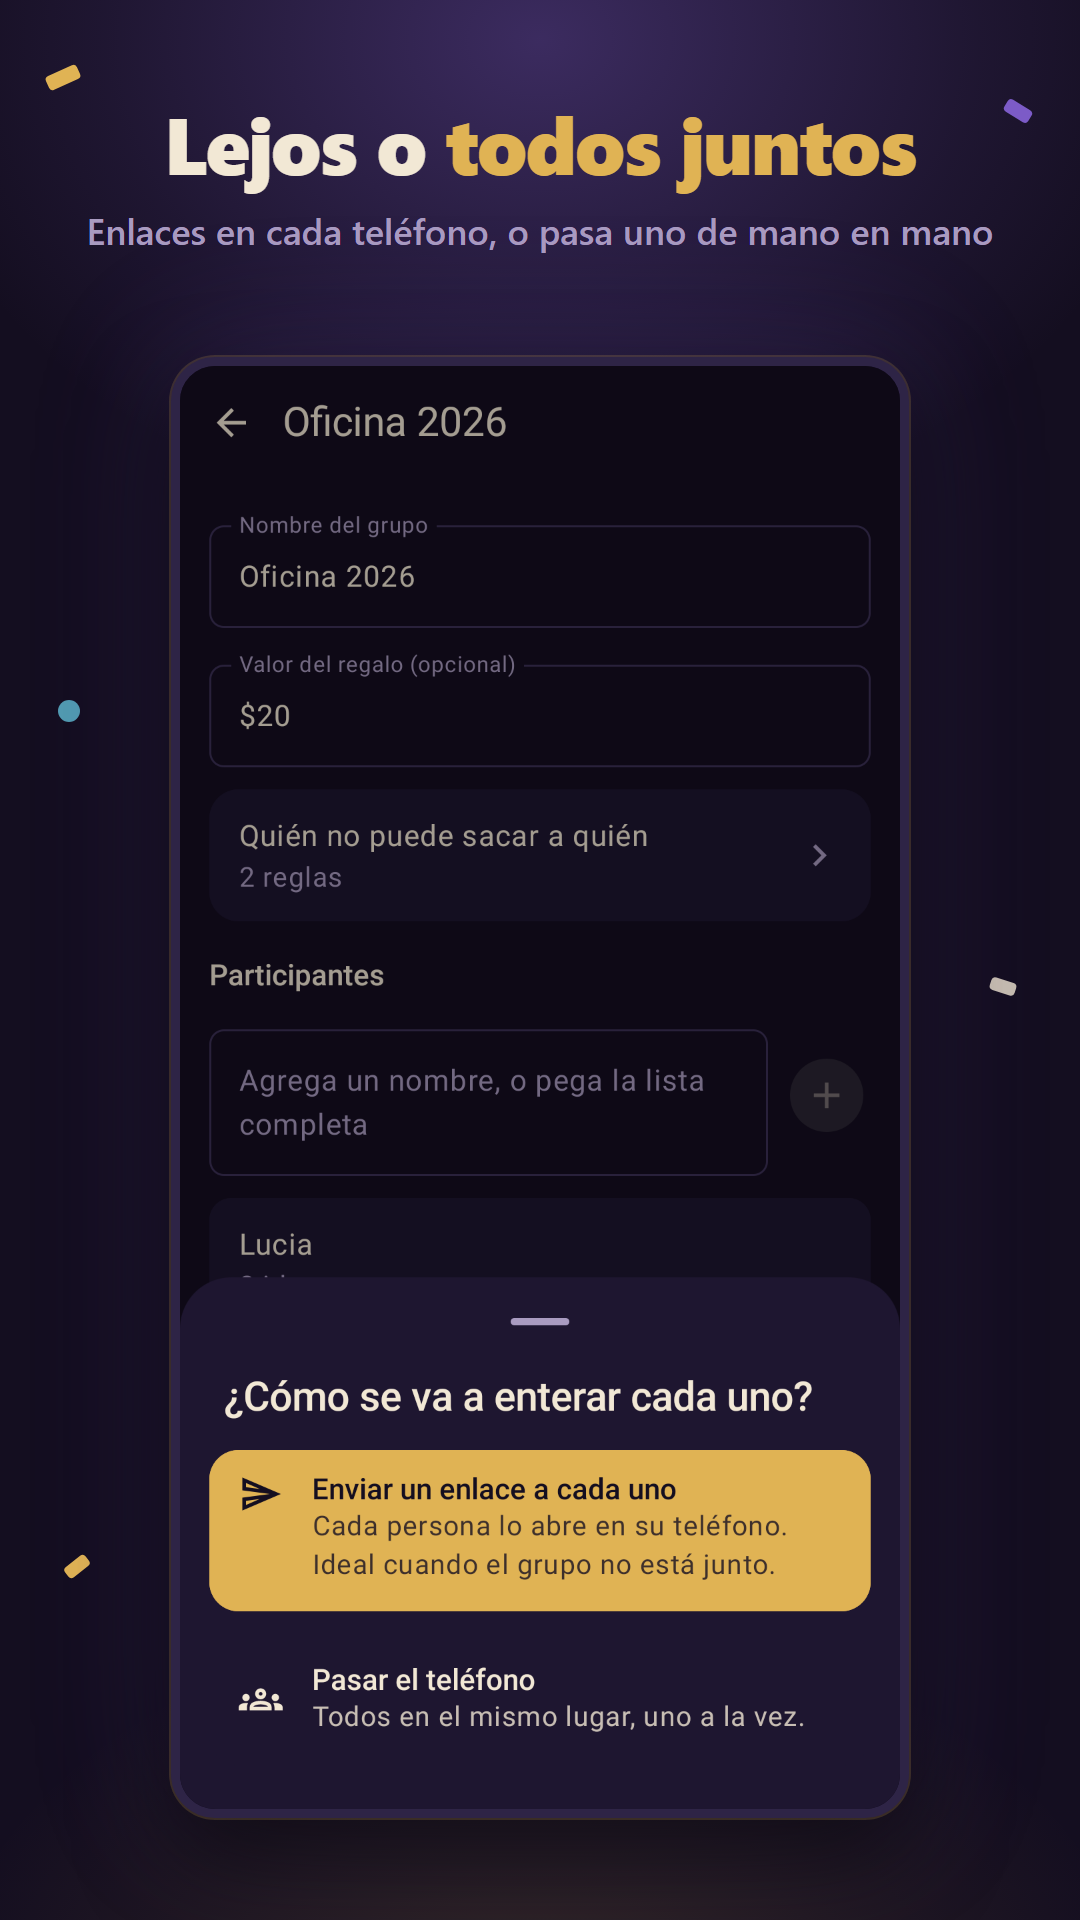 Lejos o todos juntos
Enlaces en cada teléfono, o pasa uno de mano en mano
Oficina 2026
Nombre del grupo
Oficina 2026
Valor del regalo (opcional)
$20
Quién no puede sacar a quién
2 reglas
Participantes
Agrega un nombre, o pega la lista
completa
Lucia
¿Cómo se va a enterar cada uno?
Enviar un enlace a cada uno
Cada persona lo abre en su teléfono.
Ideal cuando el grupo no está junto.
Pasar el teléfono
Todos en el mismo lugar, uno a la vez.